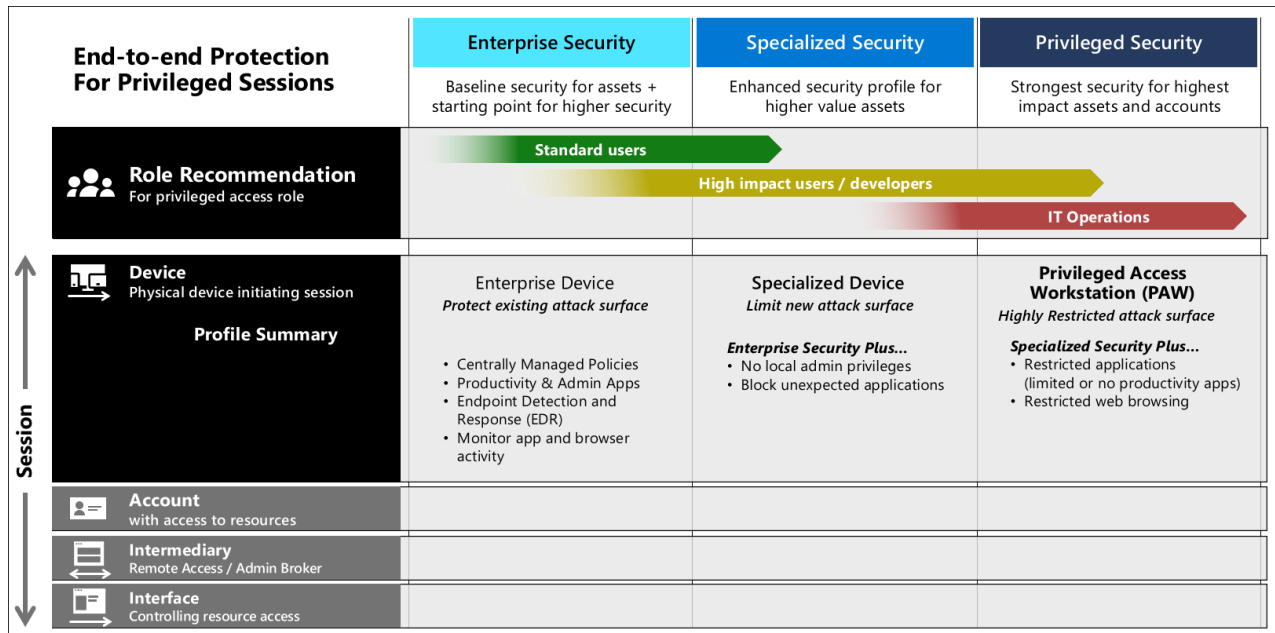 End-to-end Protection
For Privileged Sessions
Enterprise Security
Specialized Security
Privileged Security
Baseline security for assets +
starting point for higher security
Enhanced security profile for
higher value assets
Strongest security for highest
impact assets and accounts
Role Recommendation
For privileged access role
Standard users
High impact users / developers
IT Operations
Session
Device
Physical device initiating session
Profile Summary
Enterprise Device
Protect existing attack surface
• Centrally Managed Policies
• Productivity & Admin Apps
• Endpoint Detection and
Response (EDR)
• Monitor app and browser
activity
Specialized Device
Limit new attack surface
Enterprise Security Plus...
• No local admin privileges
• Block unexpected applications
Privileged Access
Workstation (PAW)
Highly Restricted attack surface
Specialized Security Plus...
• Restricted applications
(limited or no productivity apps)
• Restricted web browsing
Account
with access to resources
Intermediary
Remote Access / Admin Broker
Interface
Controlling resource access